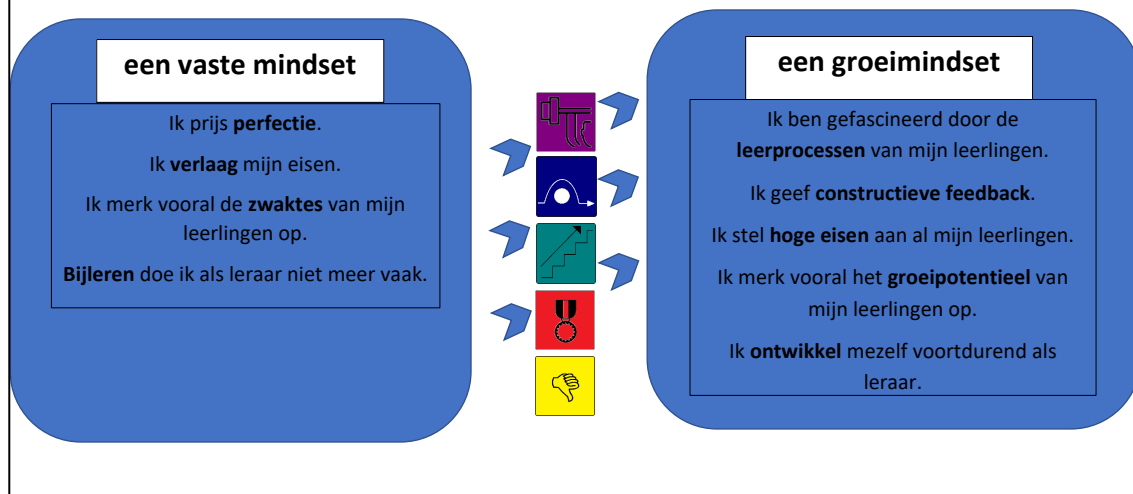 een vaste mindset
Ik prijs perfectie.
Ik verlaag mijn eisen.
Ik merk vooral de zwaktes van mijn
leerlingen op.
Bijleren doe ik als leraar niet meer vaak.
een groeimindset
Ik ben gefascineerd door de
leerprocessen van mijn leerlingen.
Ik geef constructieve feedback.
Ik stel hoge eisen aan al mijn leerlingen.
Ik merk vooral het groeipotentieel van
mijn leerlingen op.
Ik ontwikkel mezelf voortdurend als
leraar.